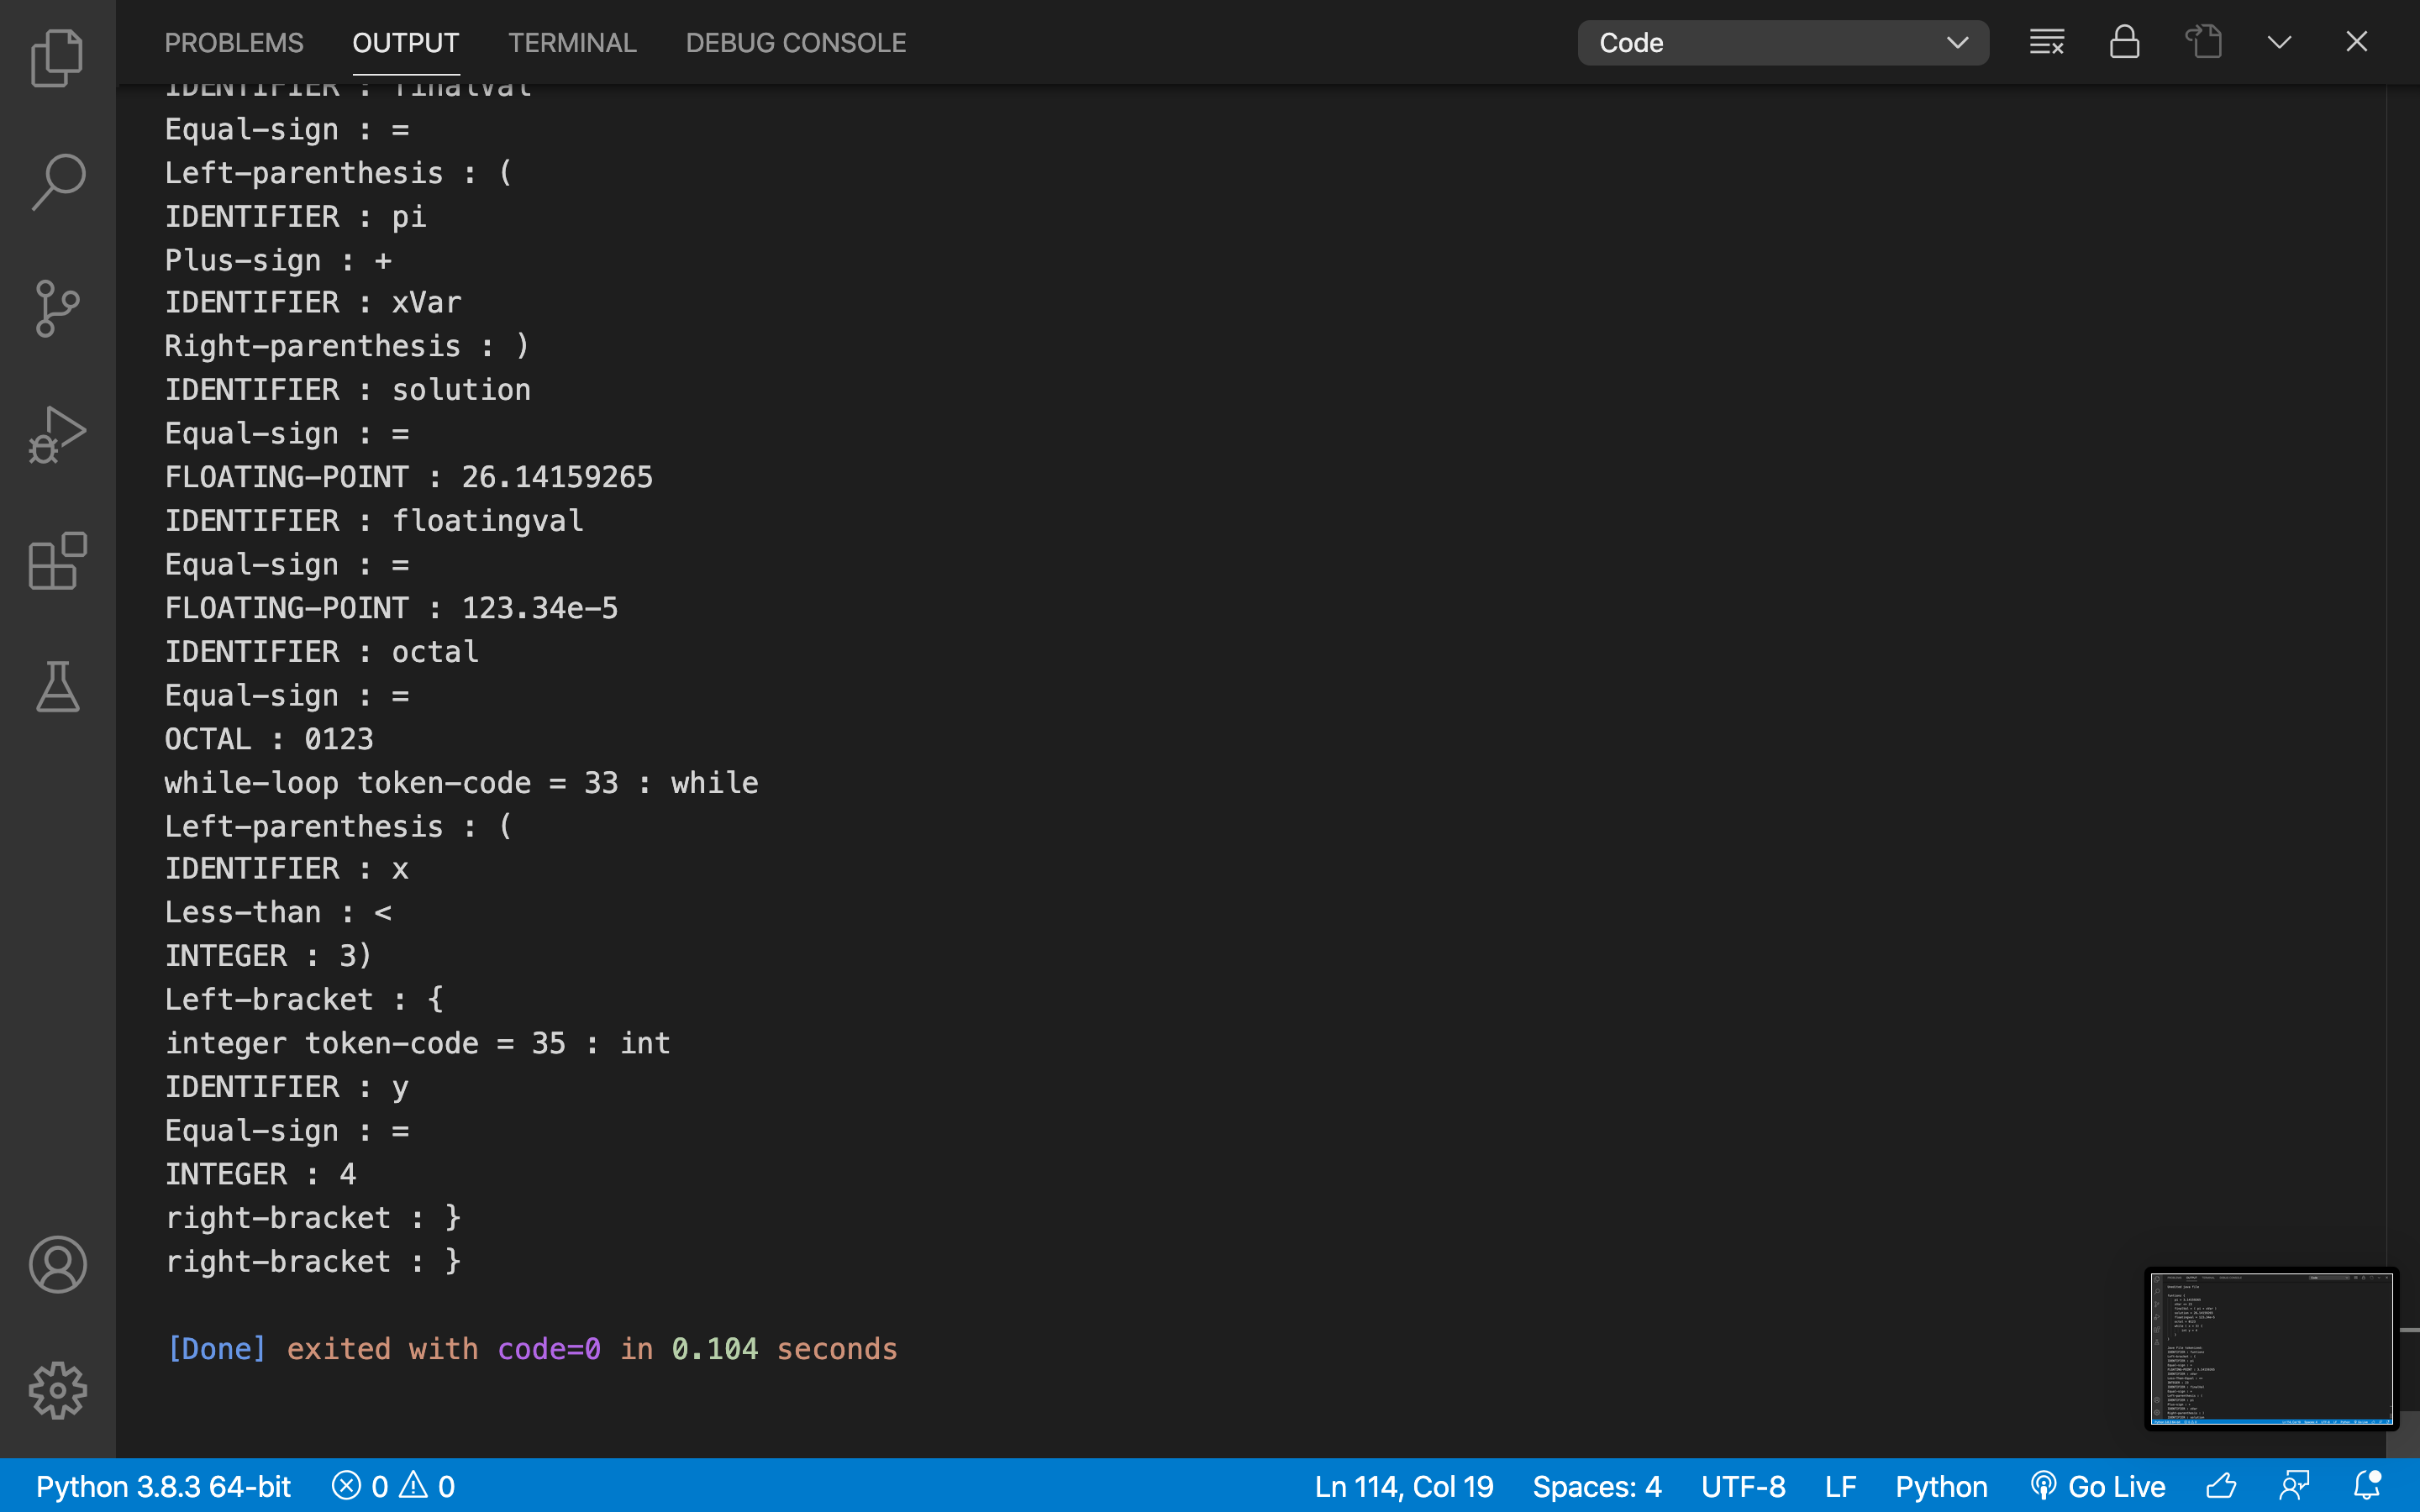 PROBLEMS OUTPUT TERMINAL DEBUG CONSOLE Code
IDENTIFIER : finalVal
Equal-sign : =
Left-parenthesis : (
IDENTIFIER : pi
Plus-sign : +
IDENTIFIER : xVar
Right-parenthesis : )
IDENTIFIER : solution
Equal-sign : =
FLOATING-POINT : 26.14159265
IDENTIFIER : floatingval
Equal-sign : =
FLOATING-POINT : 123.34e-5
IDENTIFIER : octal
Equal-sign : =
OCTAL : 0123
while-loop token-code = 33 : while
Left-parenthesis : (
IDENTIFIER : x
Less-than : <
INTEGER : 3)
Left-bracket : {
integer token-code = 35 : int
IDENTIFIER : y
Equal-sign : =
INTEGER : 4
right-bracket : }
right-bracket : }
[Done] exited with code=0 in 0.104 seconds
Python 3.8.3 64-bit 0 0 Ln 114, Col 19 Spaces: 4 UTF-8 LF Python Go Live